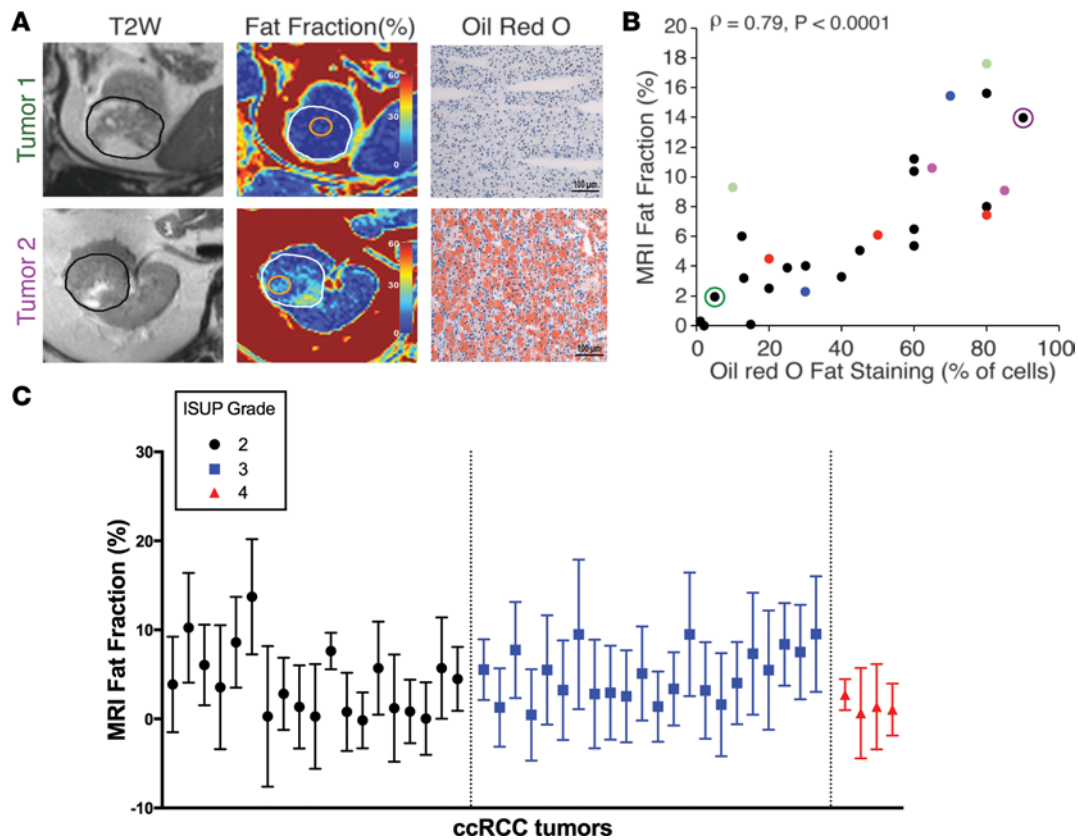 A
T2W
Fat Fraction(%)
Oil Red O
Tumor 1
60
30
0
100 µm
Tumor 2
60
30
0
100 µm
B
ρ = 0.79, P < 0.0001
MRI Fat Fraction (%)
20
18
16
14
12
10
8
6
4
2
0
0
20
40
60
80
100
Oil red O Fat Staining (% of cells)
C
ISUP Grade
2
3
4
MRI Fat Fraction (%)
30
20
10
0
-10
ccRCC tumors